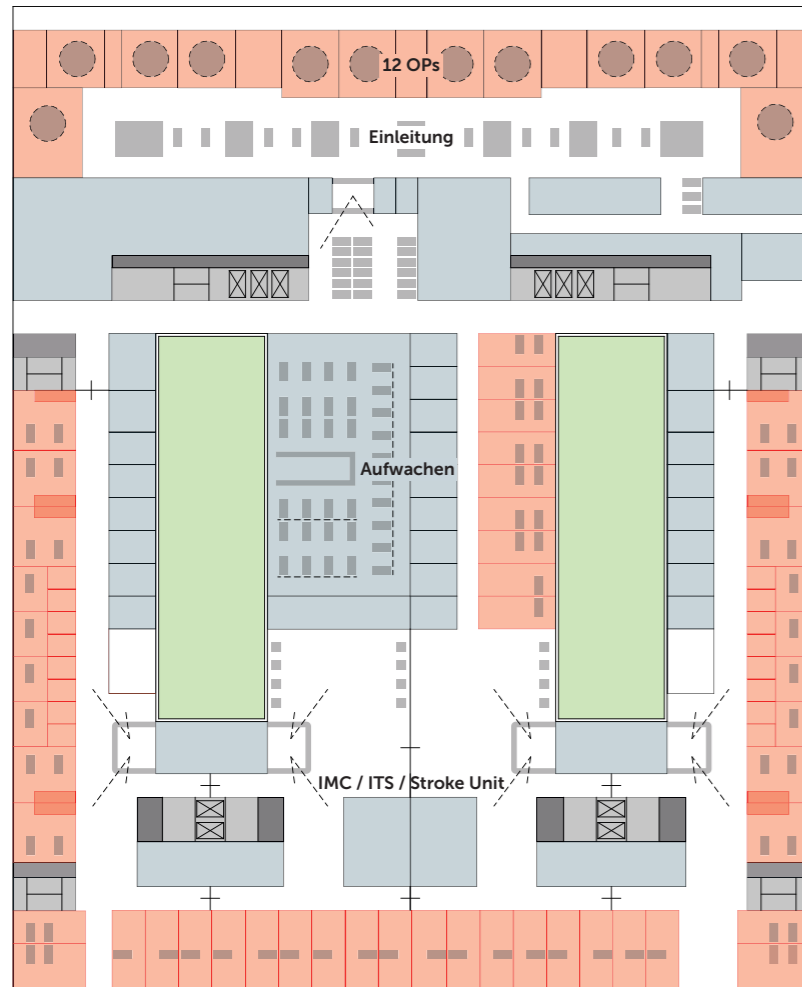 12 OPs
Einleitung
Aufwachen
IMC / ITS / Stroke Unit